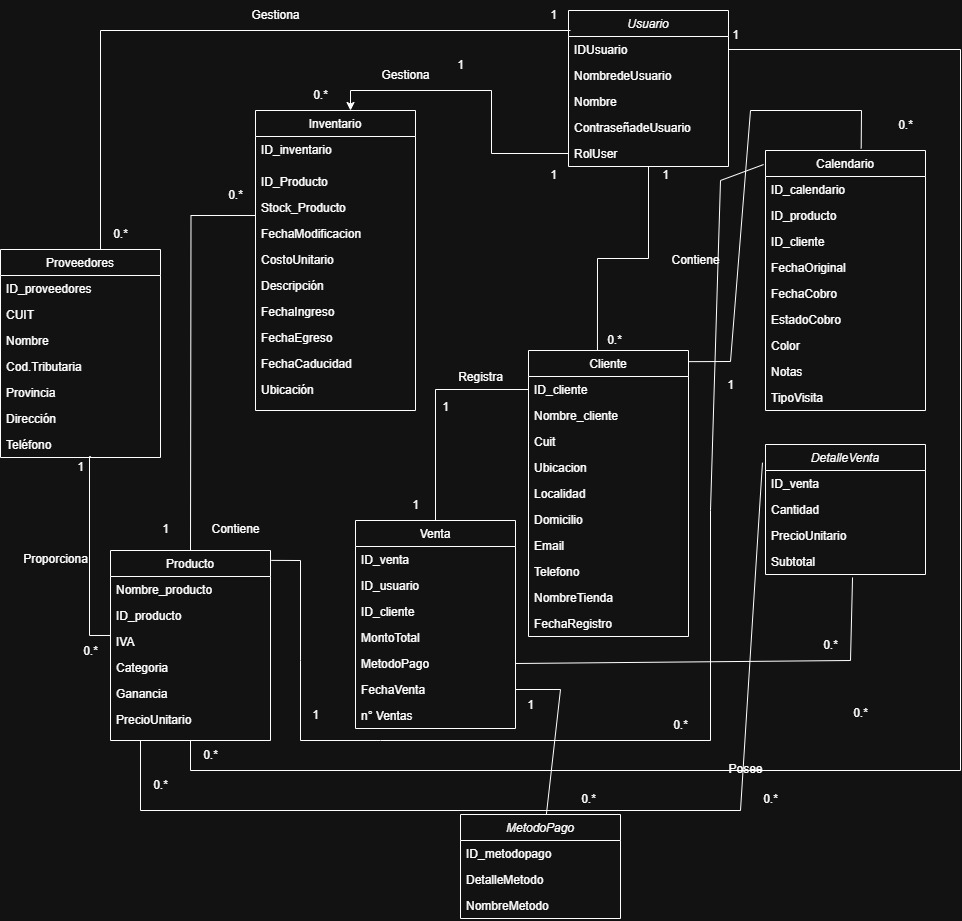 Gestiona
1
Usuario
IDUsuario
NombredeUsuario
Nombre
ContraseñadeUsuario
RolUser
1
Gestiona
1
0.*
Inventario
ID_inventario
ID_Producto
Stock_Producto
FechaModificacion
CostoUnitario
Descripción
FechaIngreso
FechaEgreso
FechaCaducidad
Ubicación
0.*
1
1
0.*
Calendario
ID_calendario
ID_producto
ID_cliente
FechaOriginal
FechaCobro
EstadoCobro
Color
Notas
TipoVisita
0.*
Proveedores
ID_proveedores
CUIT
Nombre
Cod.Tributaria
Provincia
Dirección
Teléfono
1
Contiene
0.*
Cliente
ID_cliente
Nombre_cliente
Cuit
Ubicacion
Localidad
Domicilio
Email
Telefono
NombreTienda
FechaRegistro
1
Registra
1
1
DetalleVenta
ID_venta
Cantidad
PrecioUnitario
Subtotal
0.*
1
Contiene
Proporciona
0.*
Producto
Nombre_producto
ID_producto
IVA
Categoria
Ganancia
PrecioUnitario
Venta
ID_venta
ID_usuario
ID_cliente
MontoTotal
MetodoPago
FechaVenta
n° Ventas
1
1
0.*
0.*
0.*
Posee
0.*
0.*
0.*
MetodoPago
ID_metodopago
DetalleMetodo
NombreMetodo